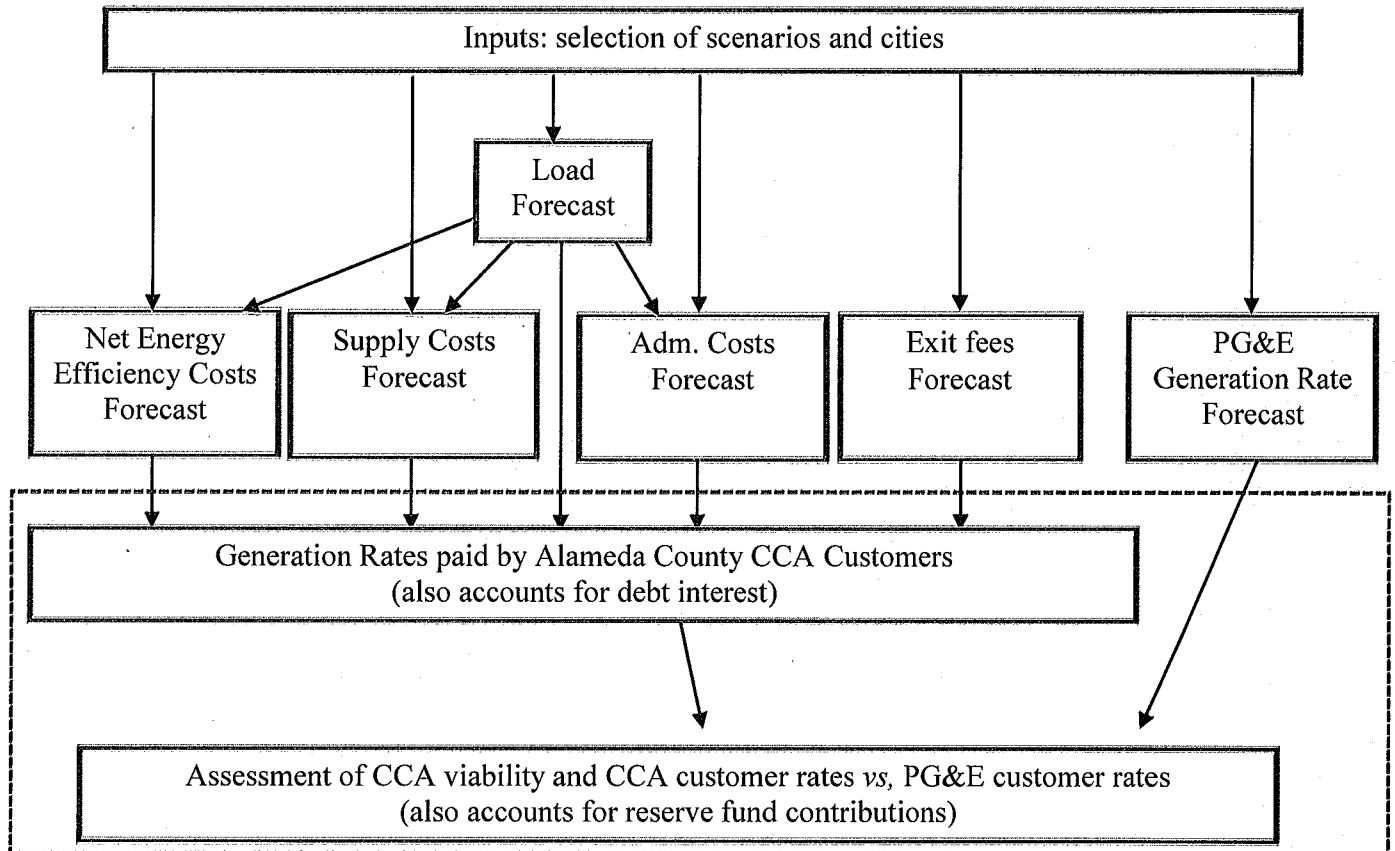 Inputs: selection of scenarios and cities
Load
Forecast
Net Energy
Efficiency Costs
Forecast
Supply Costs
Forecast
Adm. Costs
Forecast
Exit fees
Forecast
PG&E
Generation Rate
Forecast
Generation Rates paid by Alameda County CCA Customers
(also accounts for debt interest)
Assessment of CCA viability and CCA customer rates vs, PG&E customer rates
(also accounts for reserve fund contributions)